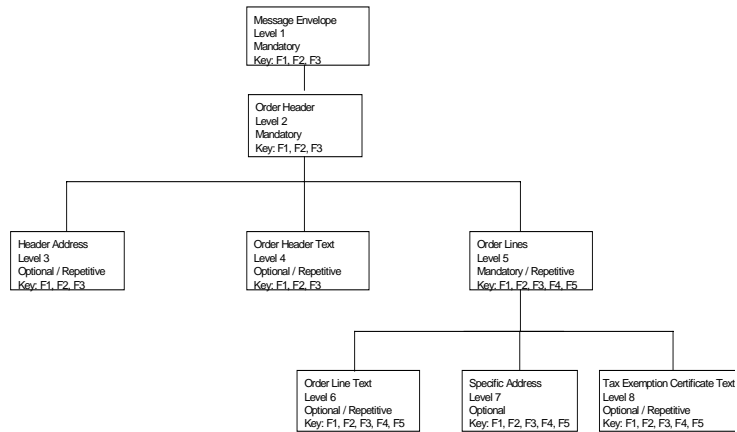 Message Envelope
Level 1
Mandatory
Key: F1, F2, F3
Order Header
Level 2
Mandatory
Key: F1, F2, F3
Header Address
Level 3
Optional / Repetitive
Key: F1, F2, F3
Order Header Text
Level 4
Optional / Repetitive
Key: F1, F2, F3
Order Lines
Level 5
Mandatory / Repetitive
Key: F1, F2, F3, F4, F5
Order Line Text
Level 6
Optional / Repetitive
Key: F1, F2, F3, F4, F5
Specific Address
Level 7
Optional
Key: F1, F2, F3, F4, F5
Tax Exemption Certificate Text
Level 8
Optional / Repetitive
Key: F1, F2, F3, F4, F5